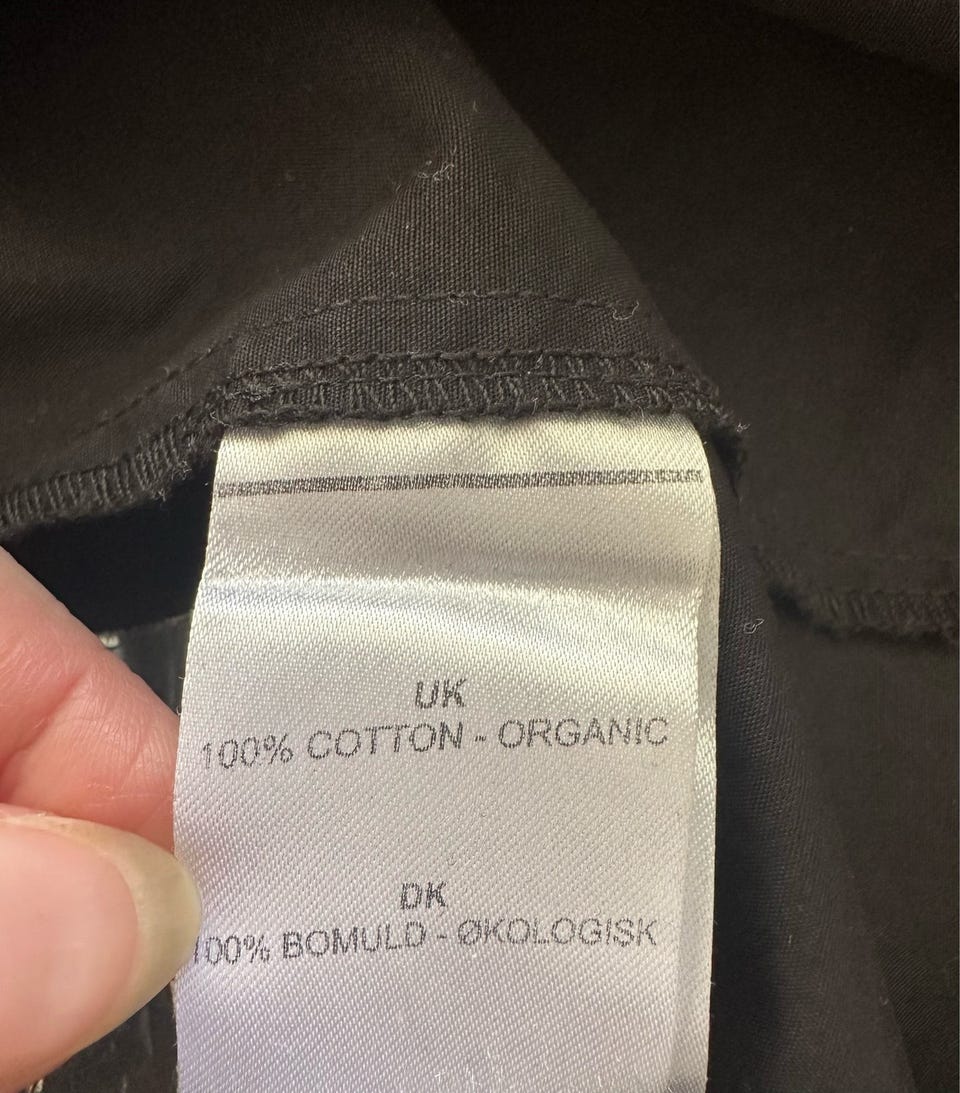 UK
100% COTTON - ORGANIC
DK
100% BOMULD - ØKOLOGISK